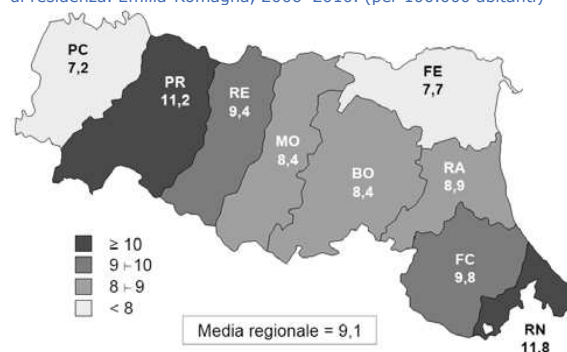 di residenza. Emilia-Romagna, 2006-2010. (per 100.000 abitanti)
PC
7,2
PR
11,2
RE
9,4
MO
8,4
BO
8,4
FE
7,7
RA
8,9
FC
9,8
RN
11,8
≥ 10
9 ⊢ 10
8 ⊢ 9
< 8
Media regionale = 9,1